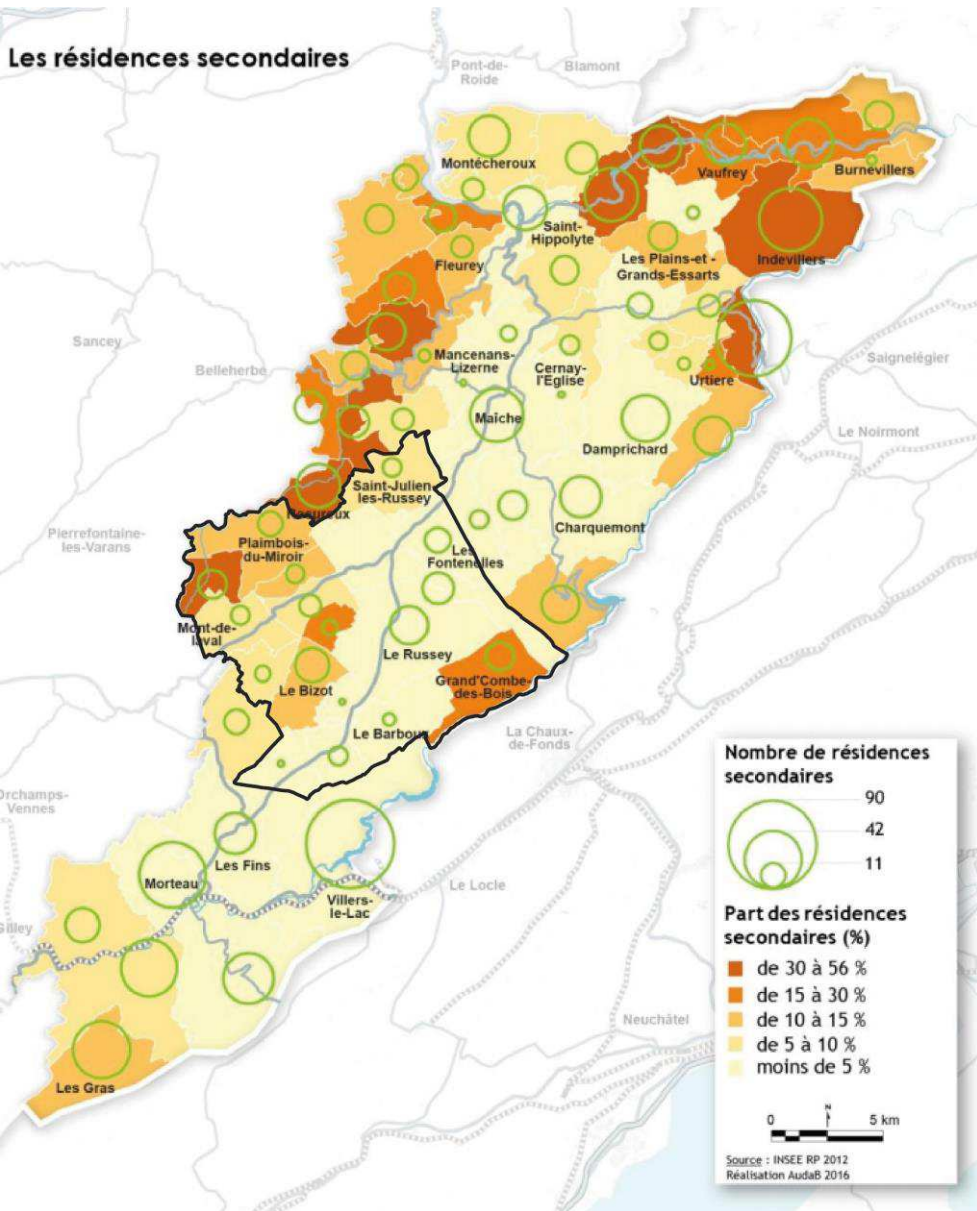 Les résidences secondaires
Pont-de-
Roide
Blamont
Montécheroux
Vaufrey
Burnevillers
Saint-
Hippolyte
Les Plains-et -
Grands-Essarts
Indevillers
Fleurey
Sancey
Belleherbe
Mancenans-
Lizerne
Cernay-
l'Eglise
Urtiere
Saignelégier
Maîche
Damprichard
Le Noirmont
Saint-Julien-
les-Russey
Charquemont
Pierrefontaine-
les-Varans
Plaimbois-
du-Miroir
Les
Fontenelles
Mont-de-
laval
Le Russey
Le Bizot
Grand'Combe-
des-Bois
Le Barboux
La Chaux-
de-Fonds
Orchamps-
Vennes
Les Fins
Morteau
Villers-
le-Lac
Le Locle
Gilley
Neuchâtel
Les Gras
Nombre de résidences
secondaires
90
42
11
Part des résidences
secondaires (%)
de 30 à 56 %
de 15 à 30 %
de 10 à 15 %
de 5 à 10 %
moins de 5 %
N
0 5 km
Source : INSEE RP 2012
Réalisation AudaB 2016